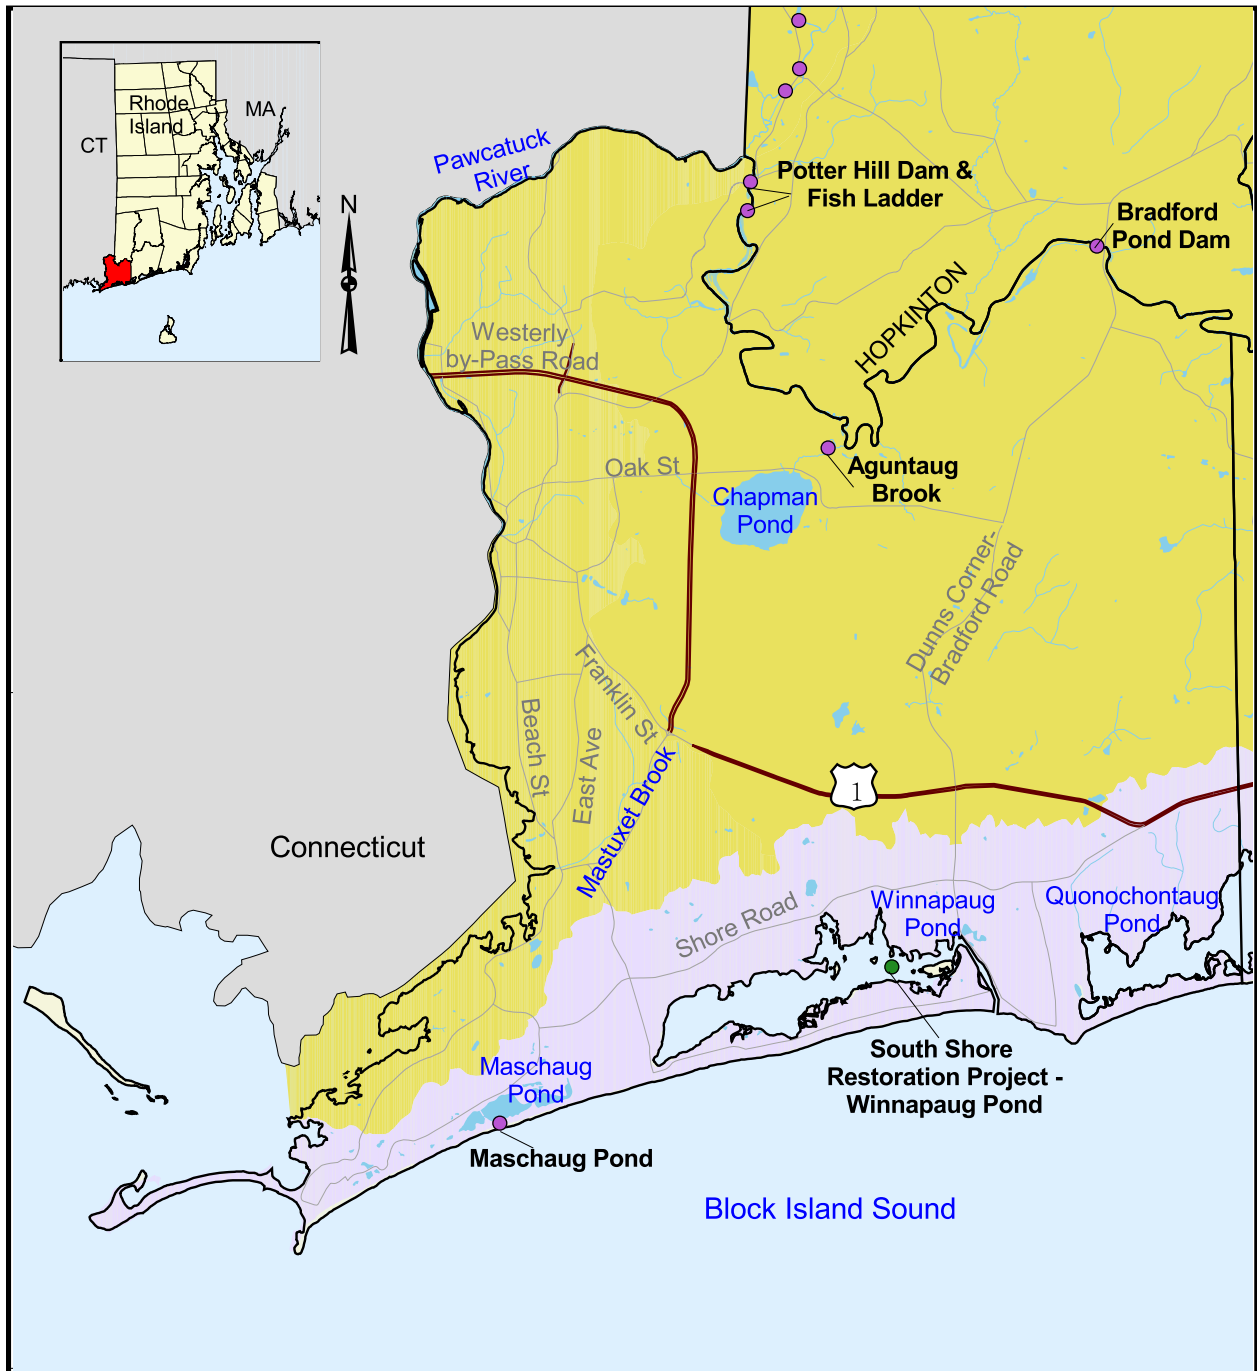 Rhode
Island
MA
CT
N
Pawcatuck
River
Potter Hill Dam &
Fish Ladder
Bradford
Pond Dam
HOPKINTON
Westerly
by-Pass Road
Oak St
Aguntaug
Brook
Chapman
Pond
Dunns Corner-
Bradford Road
Franklin St
Beach St
East Ave
Mastuxet Brook
1
Connecticut
Shore Road
Winnapaug
Pond
Quonochontaug
Pond
South Shore
Restoration Project -
Winnapaug Pond
Maschaug
Pond
Maschaug Pond
Block Island Sound